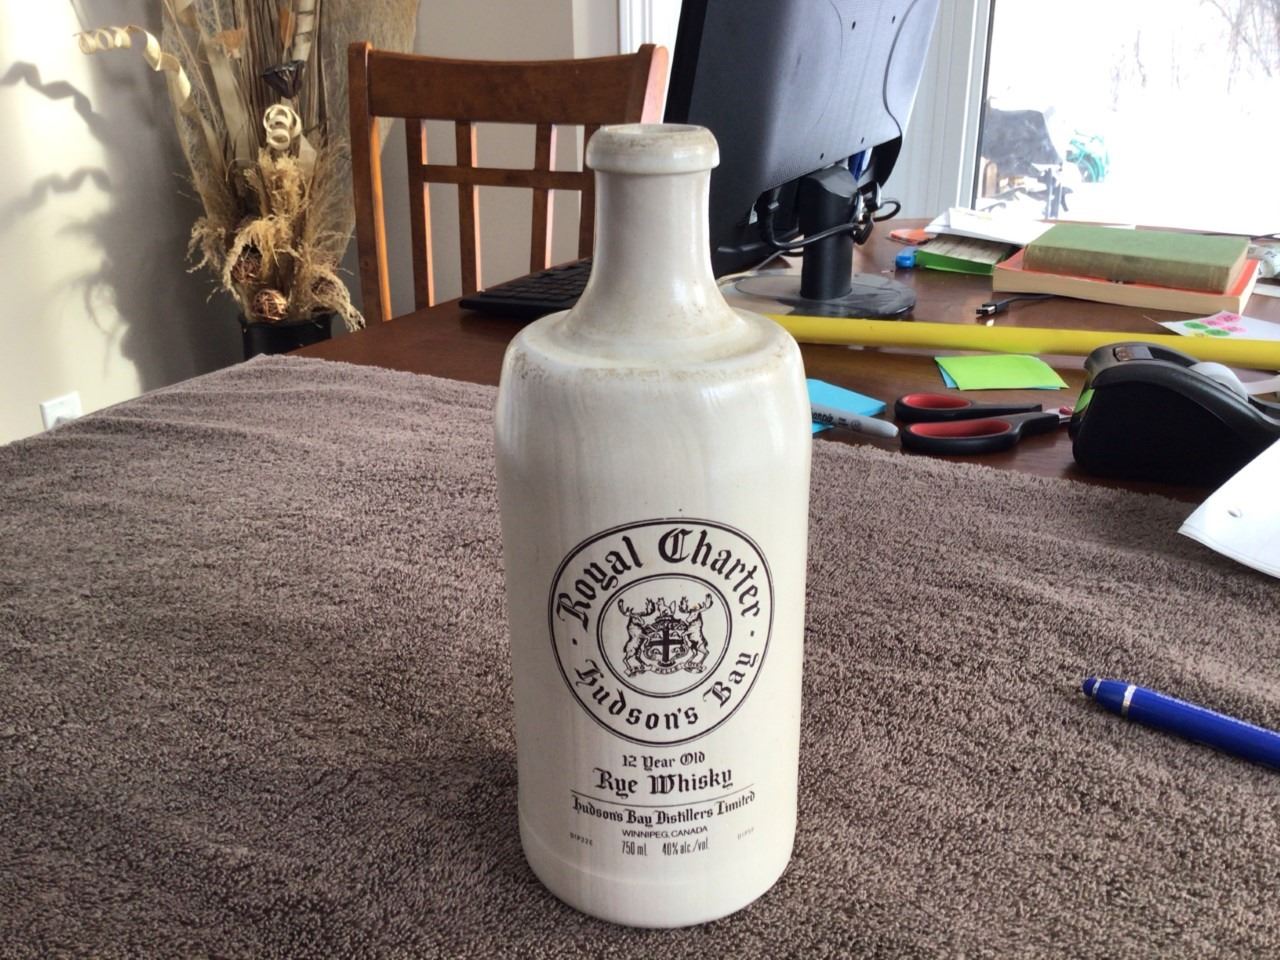 Royal Charter
Hudson's Bay
12 Year Old
Rye Whisky
Hudson's Bay Distillers Limited
WINNIPEG, CANADA
750 ml 40% alc./vol.